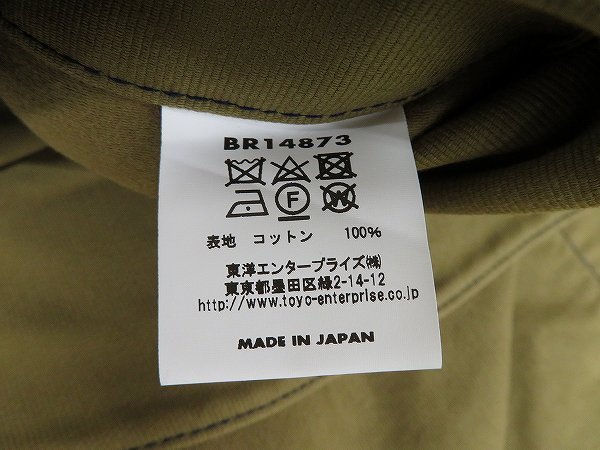 BR14873
F W
表地 コットン 100%
東洋エンタープライズ㈱
東京都墨田区緑2-14-12
http://www.toyo-enterprise.co.jp
MADE IN JAPAN